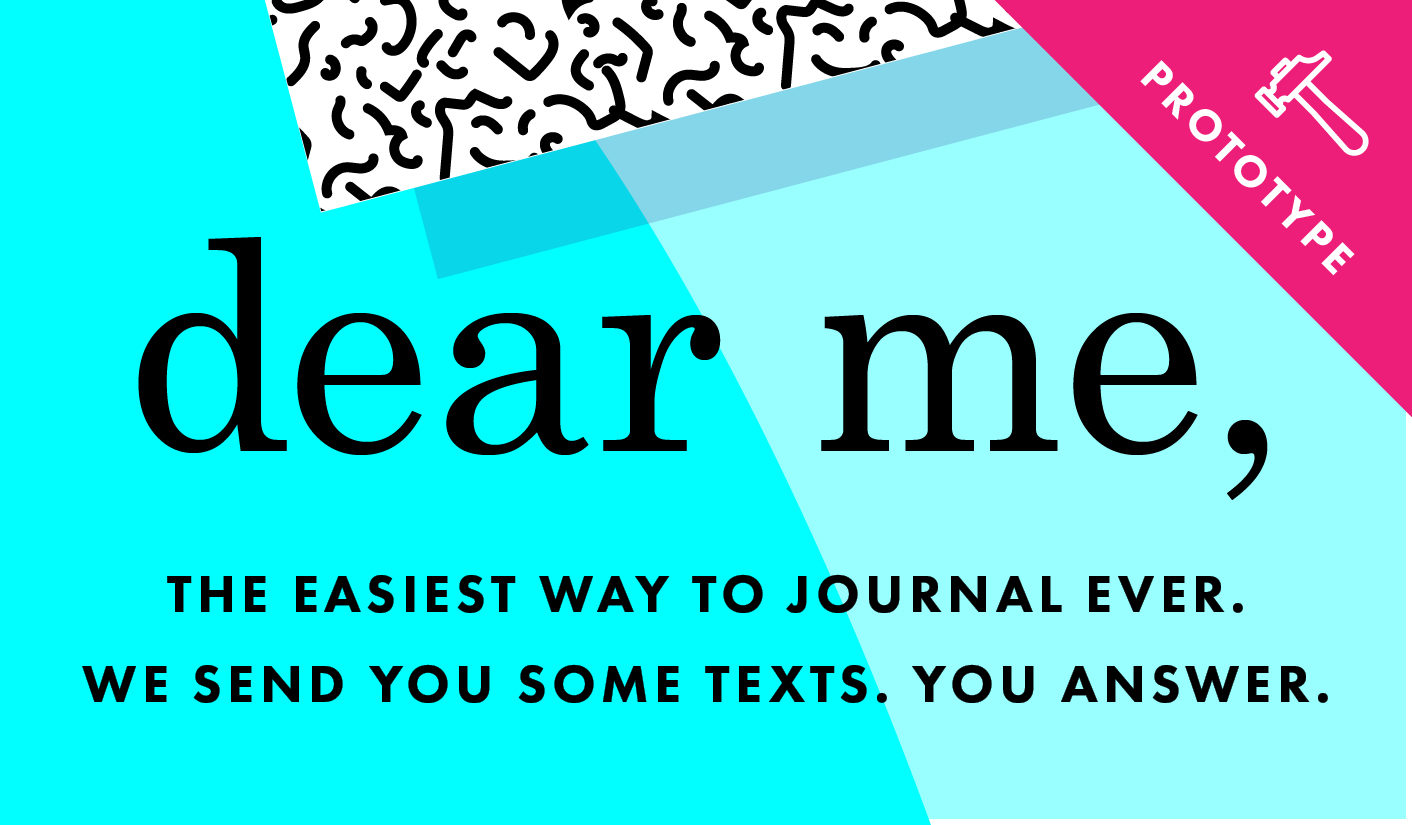 PROTOTYPE
dear me,
THE EASIEST WAY TO JOURNAL EVER.
WE SEND YOU SOME TEXTS. YOU ANSWER.